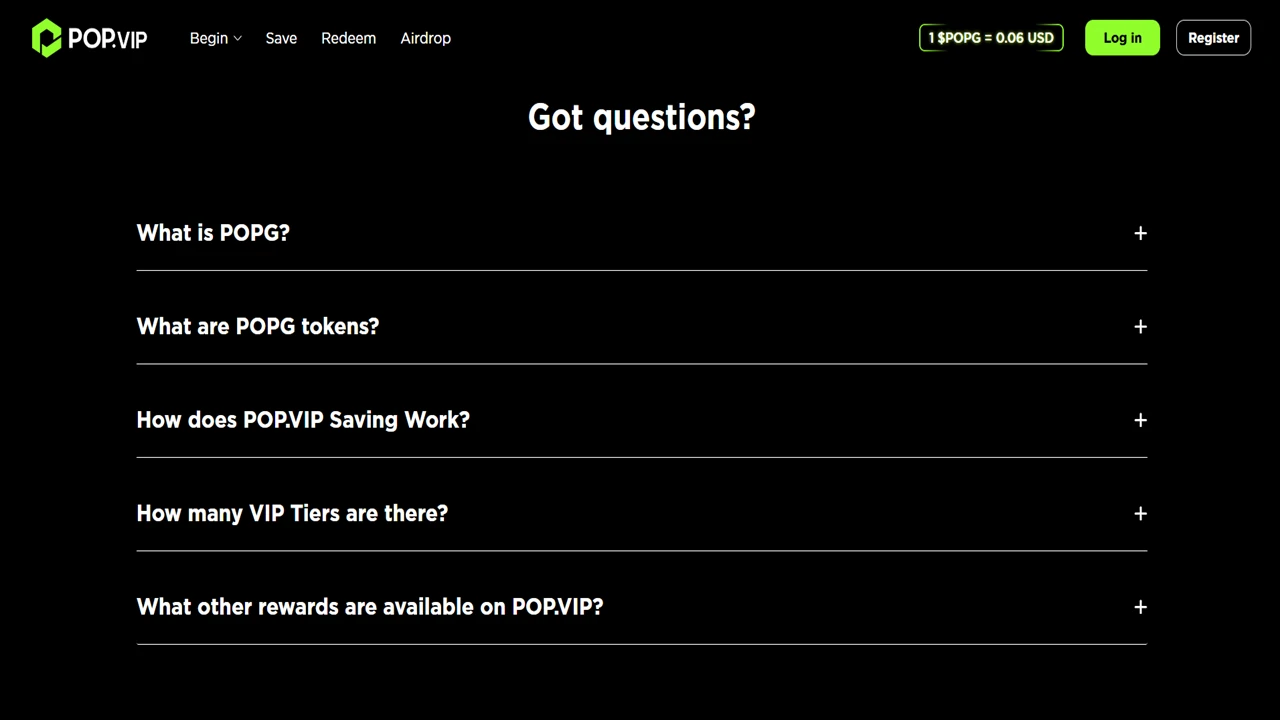 POP.VIP
Begin
Save
Redeem
Airdrop
1 $POPG = 0.06 USD
Log in
Register
Got questions?
What is POPG?
+
What are POPG tokens?
+
How does POP.VIP Saving Work?
+
How many VIP Tiers are there?
+
What other rewards are available on POP.VIP?
+